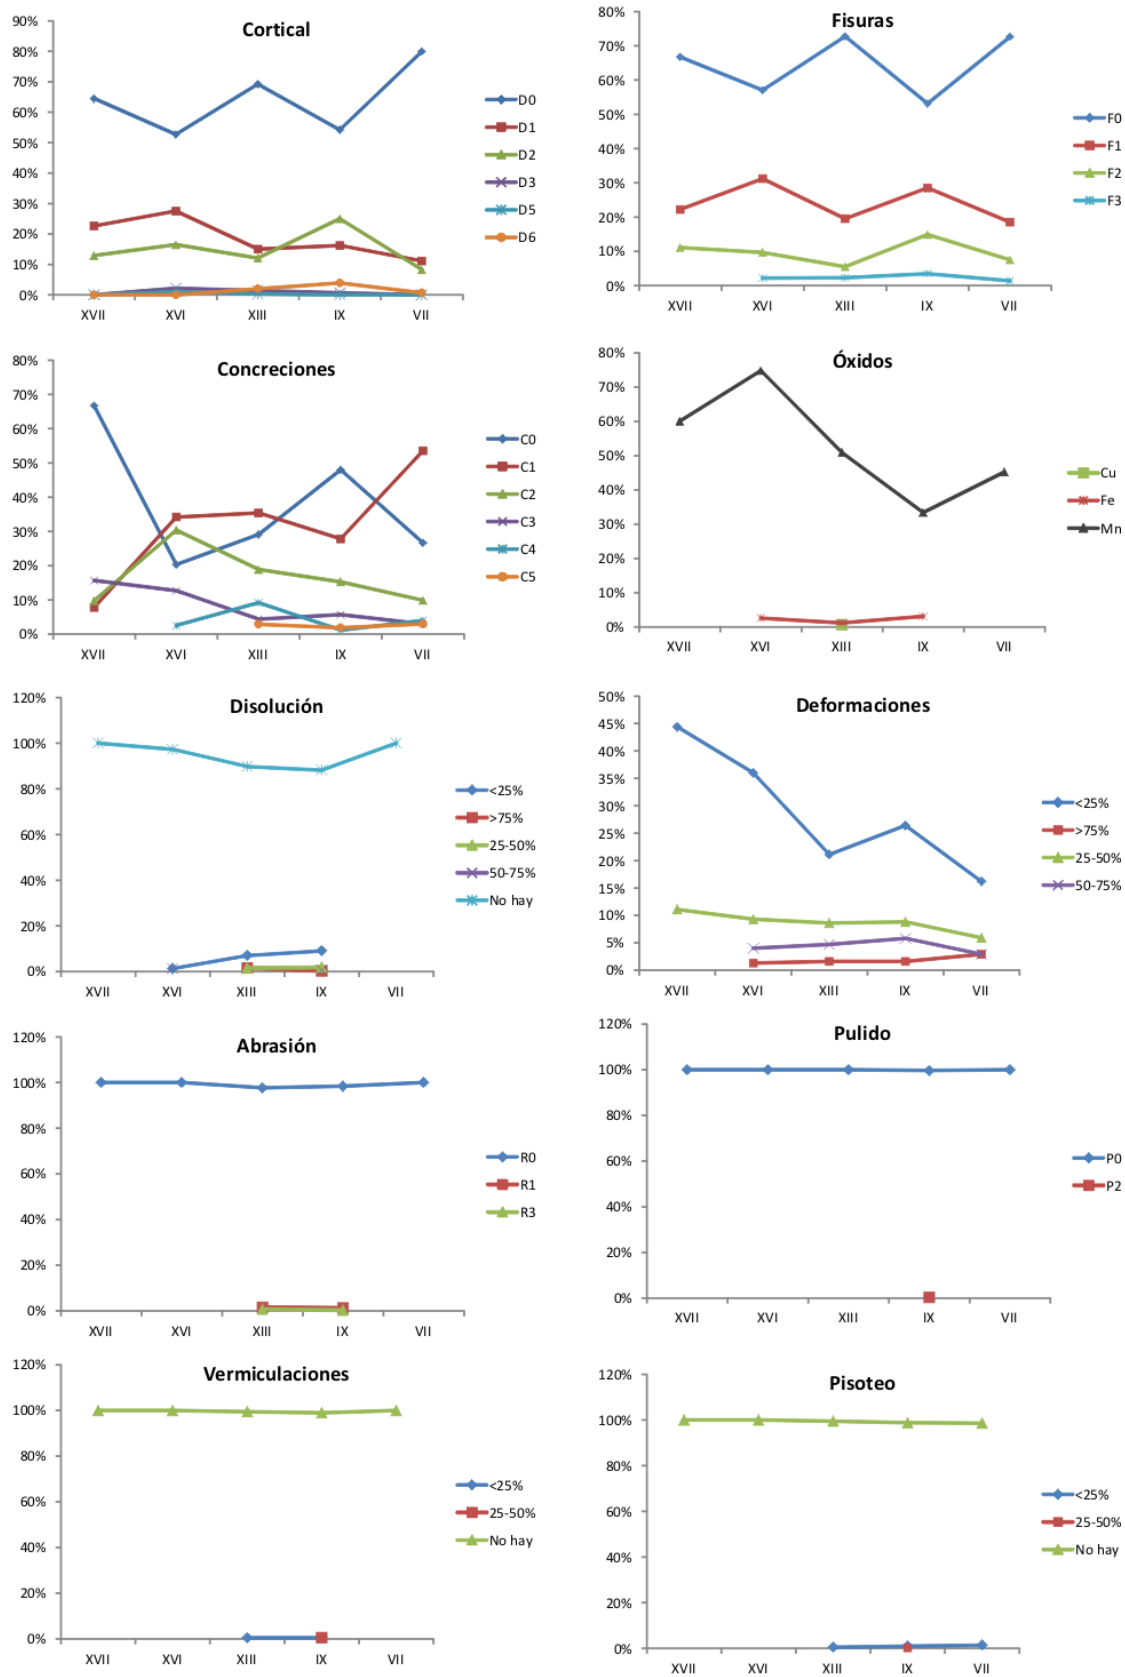 Cortical
90%
80%
70%
60%
50%
40%
30%
20%
10%
0%
XVII XVI XIII IX VII
D0
D1
D2
D3
D5
D6
Fisuras
80%
70%
60%
50%
40%
30%
20%
10%
0%
XVII XVI XIII IX VII
F0
F1
F2
F3
Concreciones
80%
70%
60%
50%
40%
30%
20%
10%
0%
XVII XVI XIII IX VII
C0
C1
C2
C3
C4
C5
Óxidos
80%
70%
60%
50%
40%
30%
20%
10%
0%
XVII XVI XIII IX VII
Cu
Fe
Mn
Disolución
120%
100%
80%
60%
40%
20%
0%
XVII XVI XIII IX VII
<25%
>75%
25-50%
50-75%
No hay
Deformaciones
50%
45%
40%
35%
30%
25%
20%
15%
10%
5%
0%
XVII XVI XIII IX VII
<25%
>75%
25-50%
50-75%
Abrasión
120%
100%
80%
60%
40%
20%
0%
XVII XVI XIII IX VII
R0
R1
R3
Pulido
120%
100%
80%
60%
40%
20%
0%
XVII XVI XIII IX VII
P0
P2
Vermiculaciones
120%
100%
80%
60%
40%
20%
0%
XVII XVI XIII IX VII
<25%
25-50%
No hay
Pisoteo
120%
100%
80%
60%
40%
20%
0%
XVII XVI XIII IX VII
<25%
25-50%
No hay